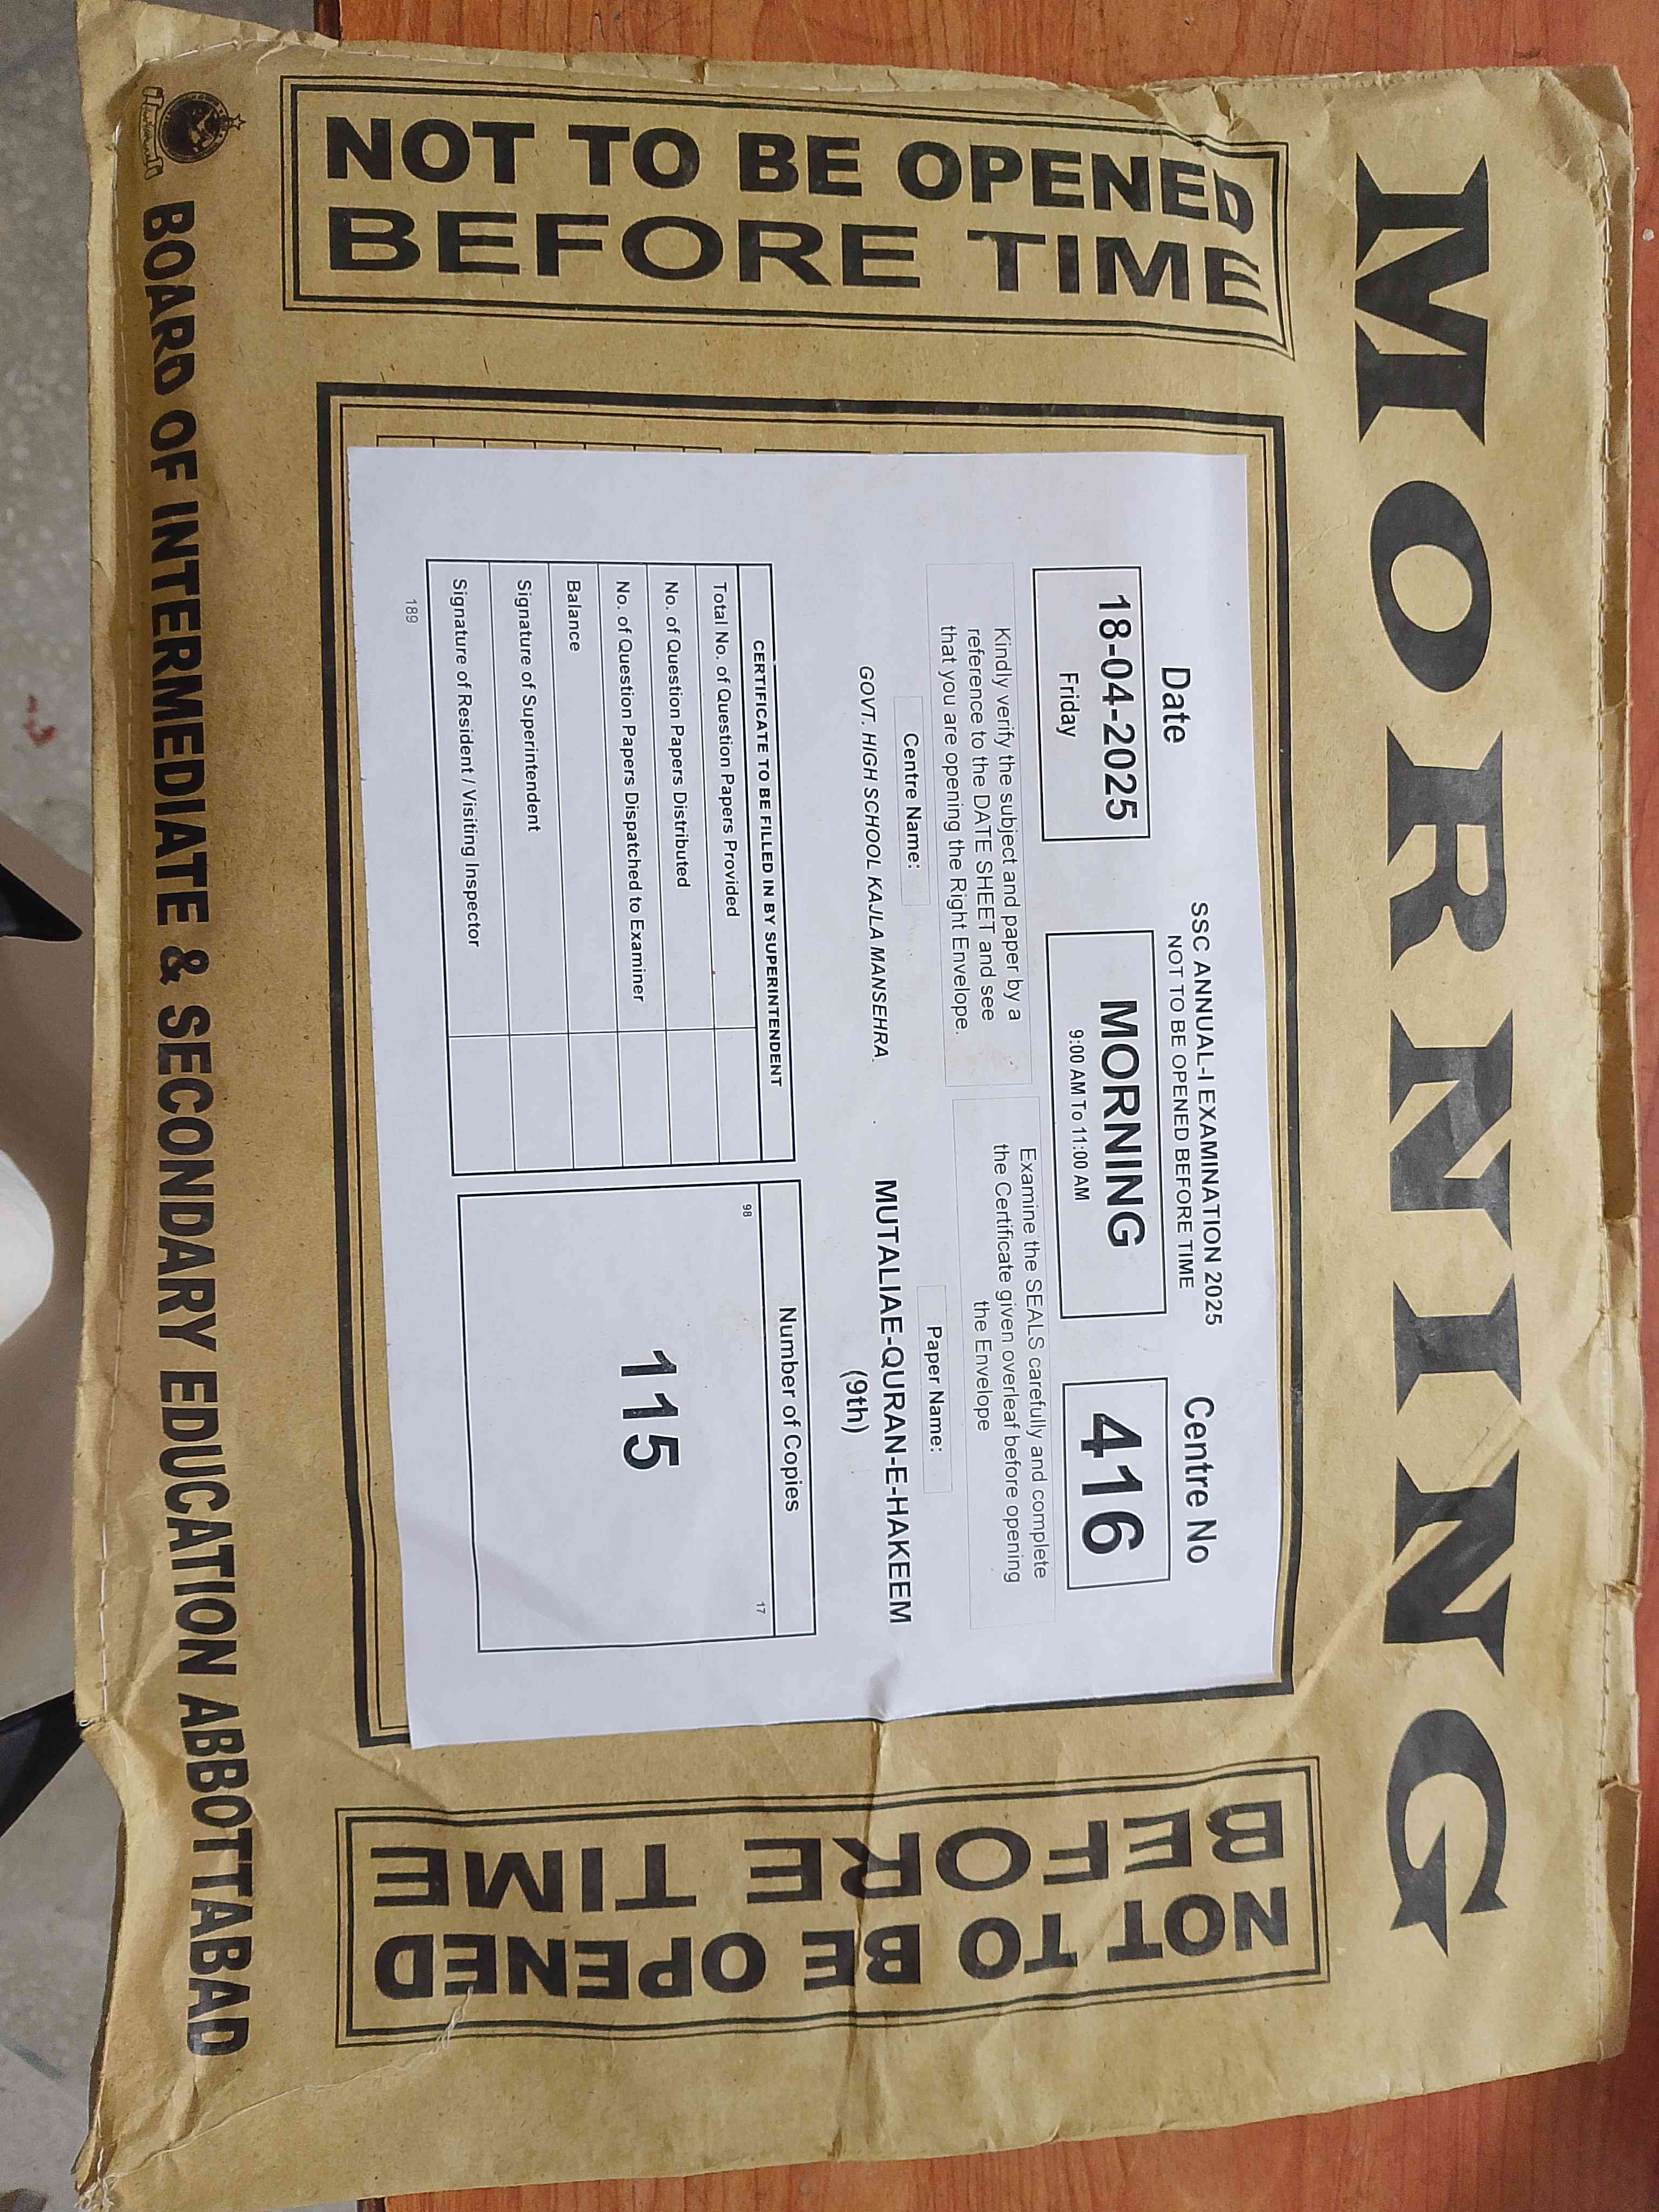 MORNING
NOT TO BE OPENED
BEFORE TIME
SSC ANNUAL-I EXAMINATION 2025
NOT TO BE OPENED BEFORE TIME
Date
Centre No
18-04-2025
Friday
MORNING
9:00 AM To 11:00 AM
416
Kindly verify the subject and paper by a
reference to the DATE SHEET and see
that you are opening the Right Envelope.
Examine the SEALS carefully and complete
the Certificate given overleaf before opening
the Envelope
Centre Name:
Paper Name:
GOVT. HIGH SCHOOL KAJLA MANSEHRA
MUTALIAE-QURAN-E-HAKEEM
(9th)
CERTIFICATE TO BE FILLED IN BY SUPERINTENDENT
Total No. of Question Papers Provided
No. of Question Papers Distributed
No. of Question Papers Dispatched to Examiner
Balance
Signature of Superintendent
Signature of Resident / Visiting Inspector
Number of Copies
98
17
115
189
NOT TO BE OPENED
BEFORE TIME
BOARD OF INTERMEDIATE & SECONDARY EDUCATION ABBOTTABAD